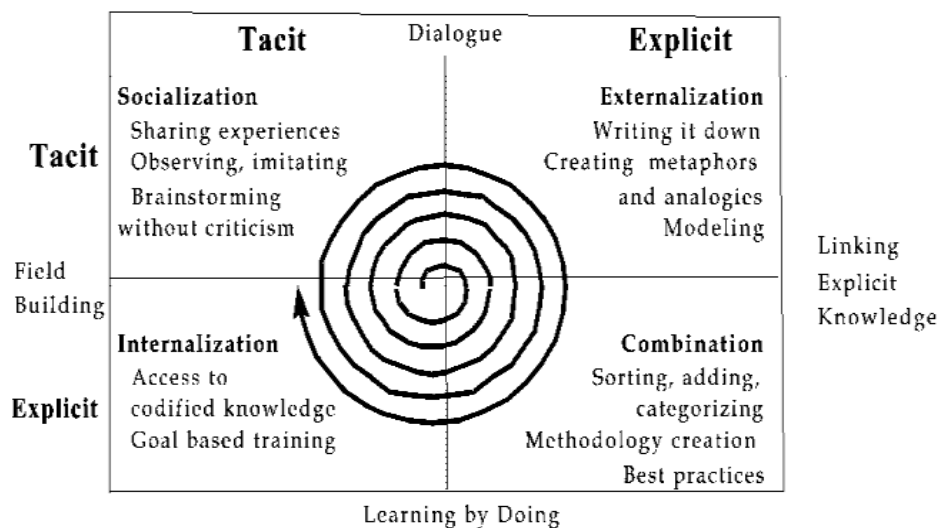 Tacit
Dialogue
Explicit
Tacit
Socialization
Sharing experiences
Observing, imitating
Brainstorming
without criticism
Externalization
Writing it down
Creating metaphors
and analogies
Modeling
Field
Building
Linking
Explicit
Knowledge
Explicit
Internalization
Access to
codified knowledge
Goal based training
Combination
Sorting, adding,
categorizing
Methodology creation
Best practices
Learning by Doing